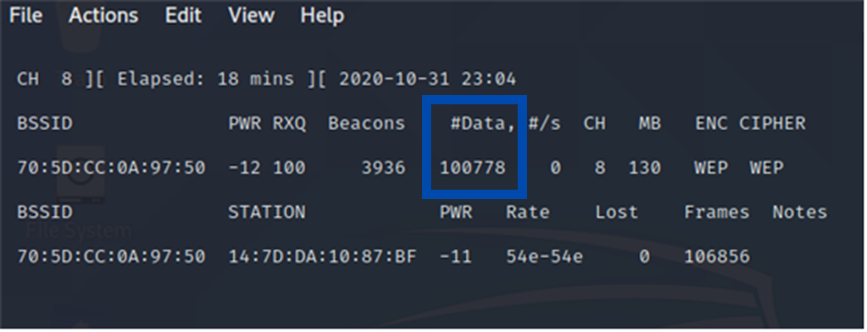 File Actions Edit View Help
CH 8 ][ Elapsed: 18 mins ][ 2020-10-31 23:04
BSSID PWR RXQ Beacons #Data, #/s CH MB ENC CIPHER
70:5D:CC:0A:97:50 -12 100 3936 100778 0 8 130 WEP WEP
BSSID STATION PWR Rate Lost Frames Notes
File System
70:5D:CC:0A:97:50 14:7D:DA:10:87:BF -11 54e-54e 0 106856